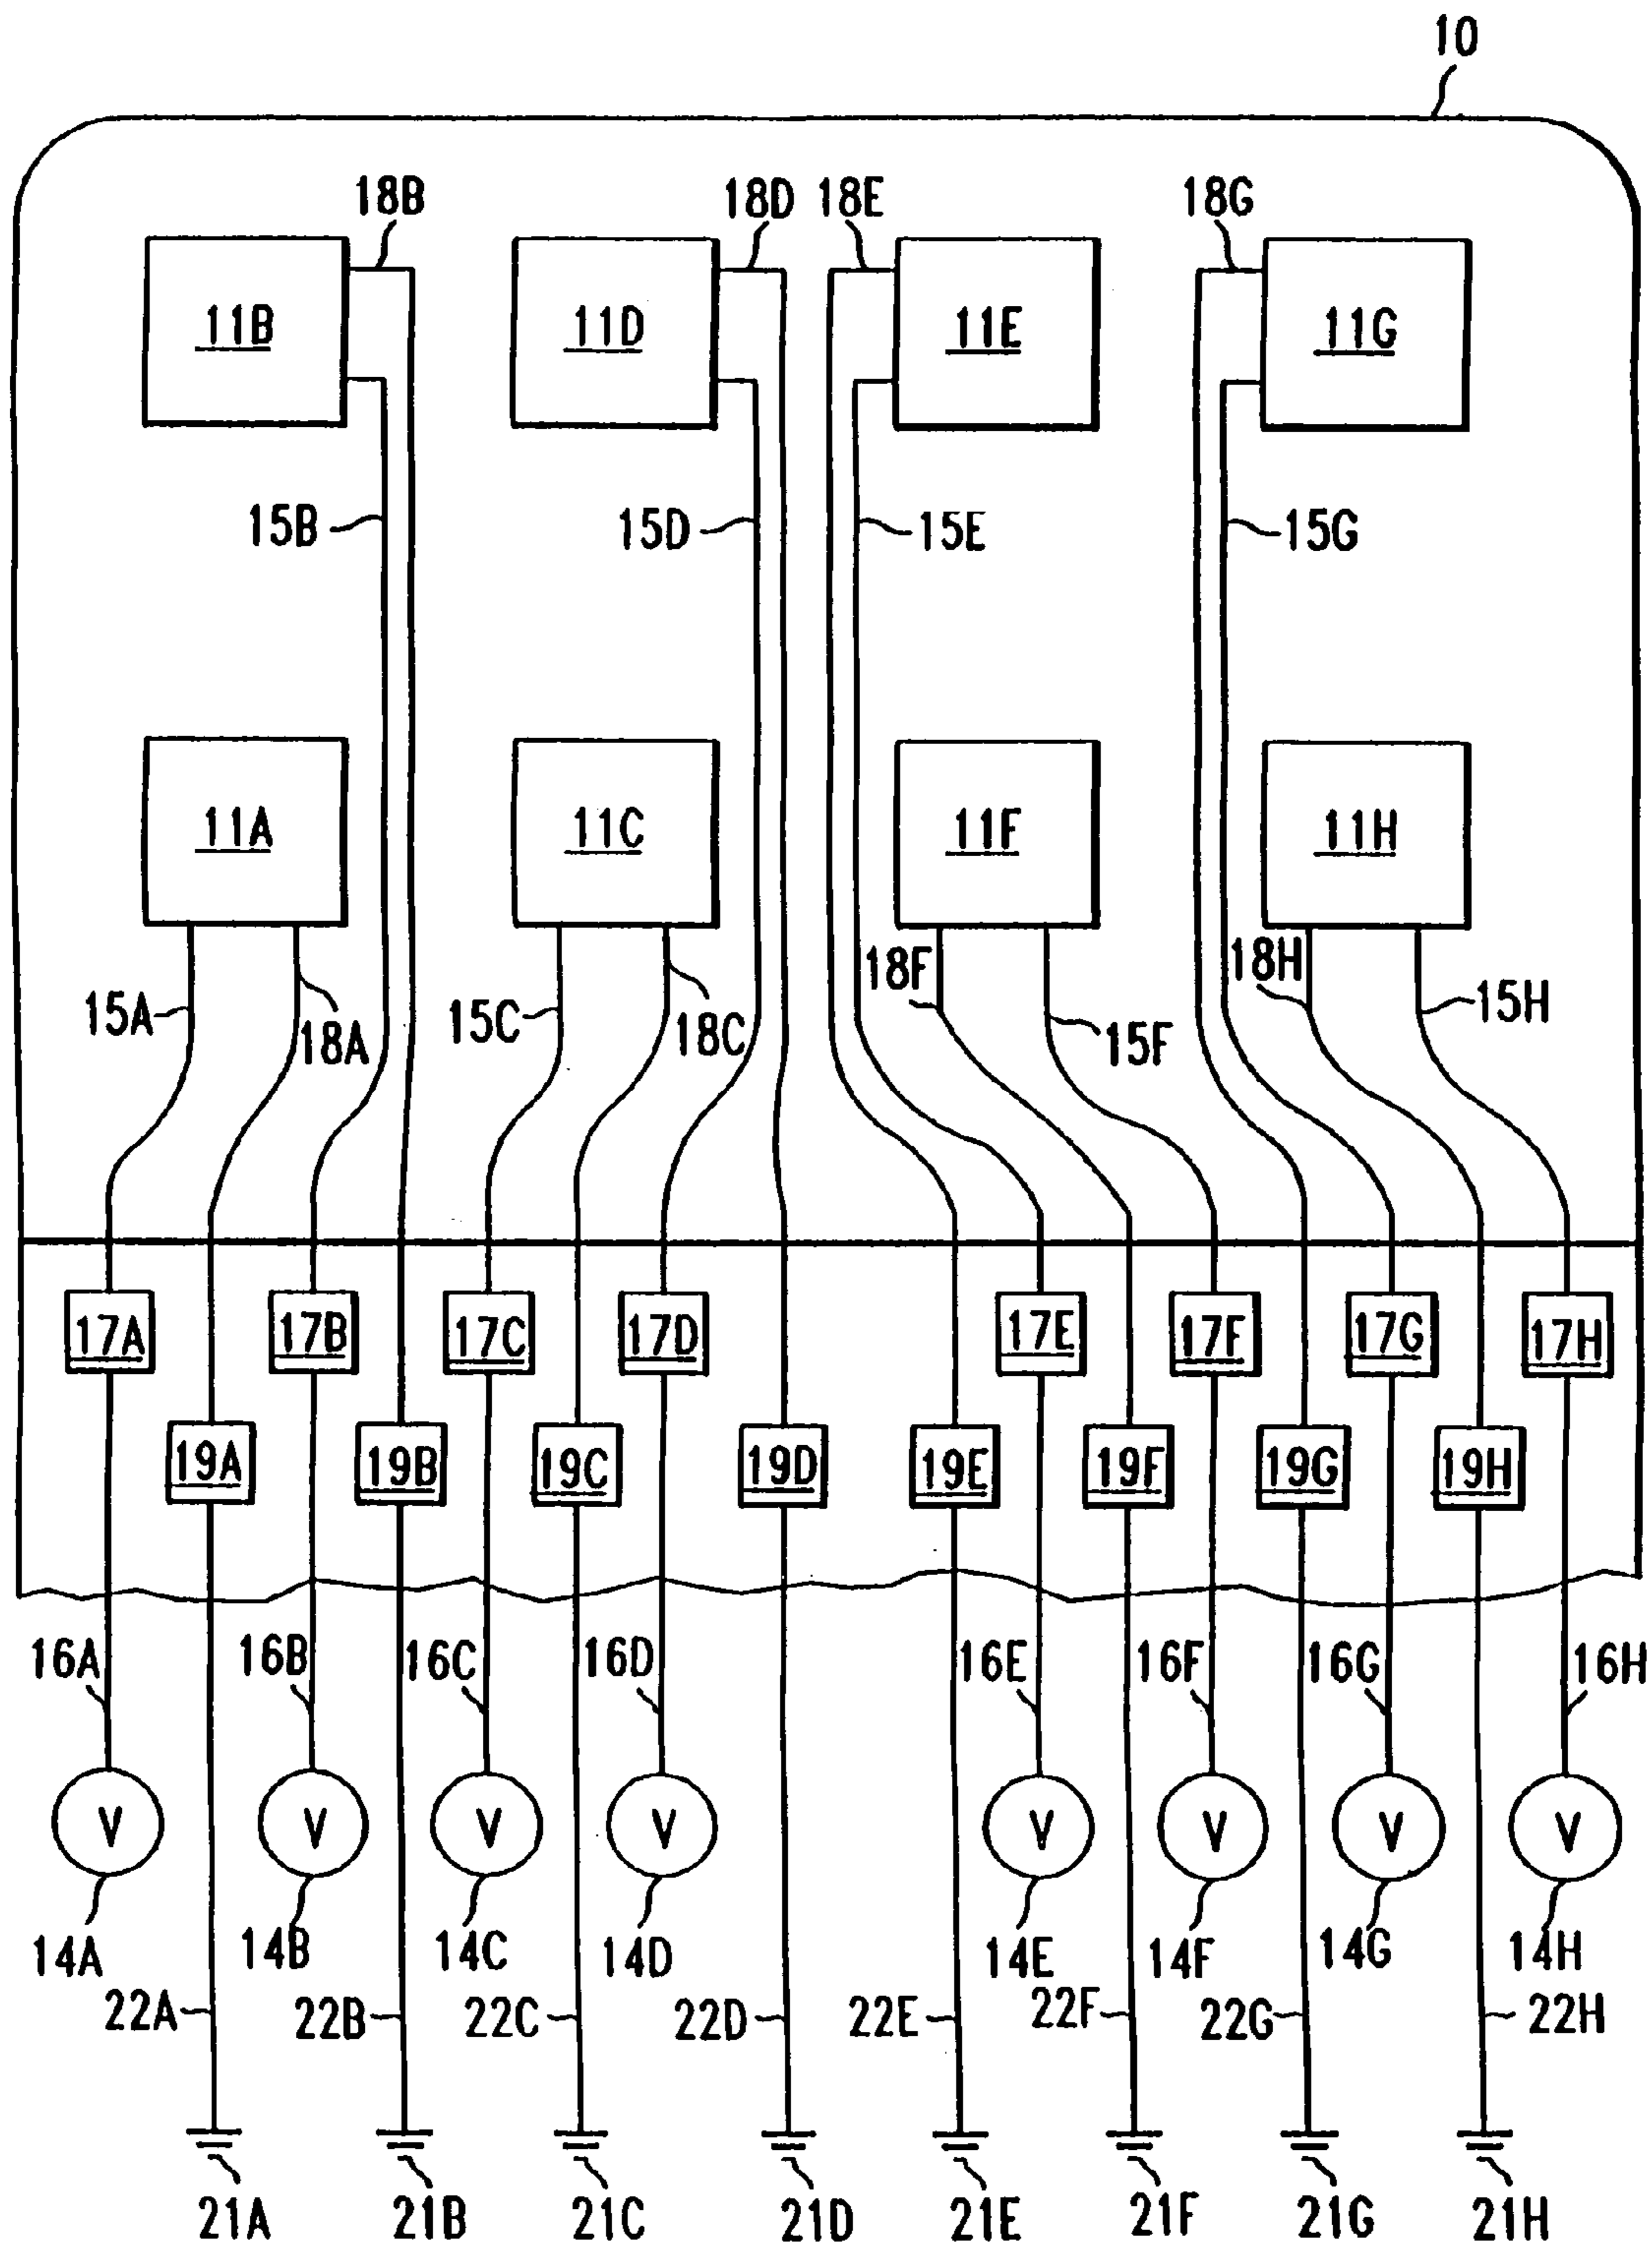 10
18B 18D 18E 18G
11B 11D 11E 11G
15B 15D 15E 15G
11A 11C 11F 11H
18F 18H
15A 15C 15H
18A 18C 15F
17A 17B 17C 17D 17E 17F 17G 17H
19A 19B 19C 19D 19E 19F 19G 19H
16A 16B 16C 16D 16E 16F 16G 16H
V V V V V V V V
14A 14B 14C 14D 14E 14F 14G 14H
22A 22B 22C 22D 22E 22F 22G 22H
21A 21B 21C 21D 21E 21F 21G 21H